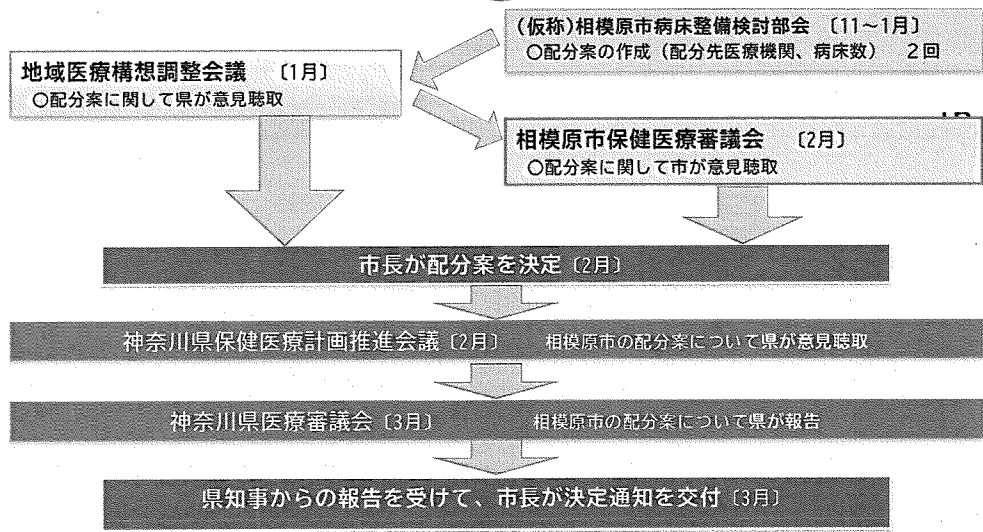 (仮称)相模原市病床整備検討部会 〔11~1月〕
○配分案の作成(配分先医療機関、病床数) 2回
地域医療構想調整会議 〔1月〕
○配分案に関して県が意見聴取
相模原市保健医療審議会 〔2月〕
○配分案に関して市が意見聴取
市長が配分案を決定〔2月〕
神奈川県保健医療計画推進会議〔2月〕 相模原市の配分案について県が意見聴取
神奈川県医療審議会〔3月〕 相模原市の配分案について県が報告
県知事からの報告を受けて、市長が決定通知を交付〔3月〕